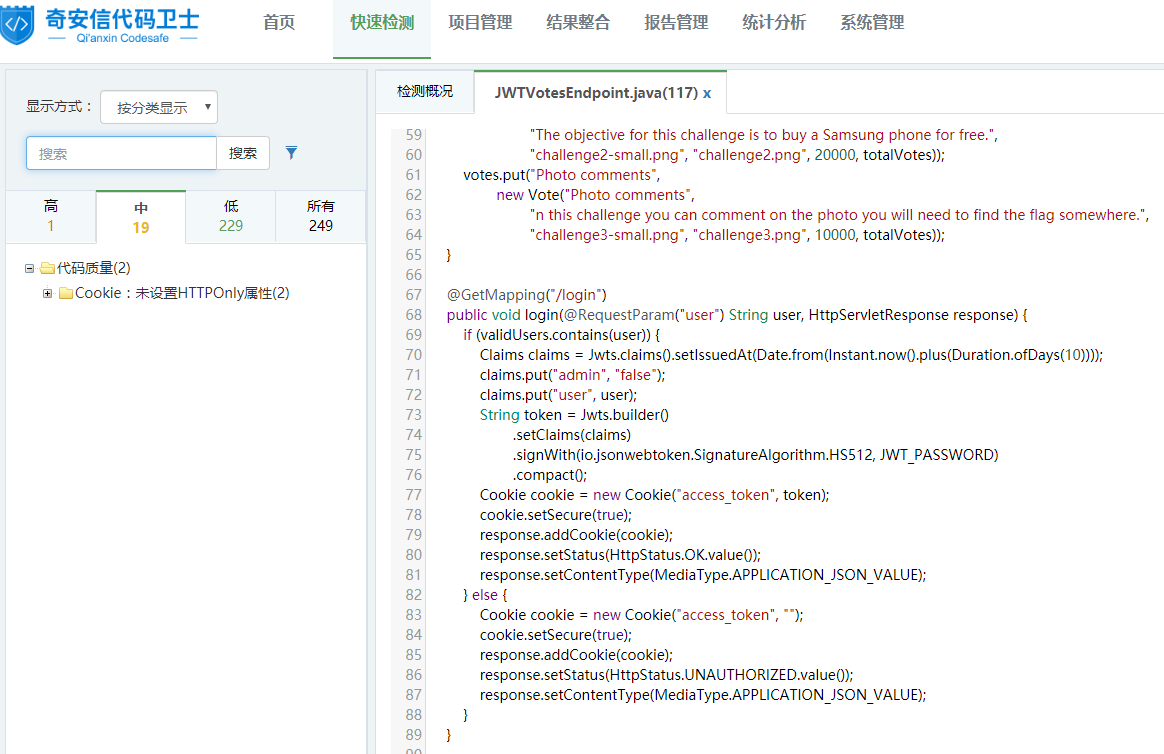 奇安信代码卫士
Qi'anxin Codesafe
首页 快速检测 项目管理 结果整合 报告管理 统计分析 系统管理
显示方式： 按分类显示
搜索 搜索
高 中 低 所有
1 19 229 249
代码质量(2)
Cookie：未设置HTTPOnly属性(2)
检测概况 JWTVotesEndpoint.java(117) x
59 "The objective for this challenge is to buy a Samsung phone for free.",
60 "challenge2-small.png", "challenge2.png", 20000, totalVotes));
61 votes.put("Photo comments",
62 new Vote("Photo comments",
63 "n this challenge you can comment on the photo you will need to find the flag somewhere.",
64 "challenge3-small.png", "challenge3.png", 10000, totalVotes));
65 }
66
67 @GetMapping("/login")
68 public void login(@RequestParam("user") String user, HttpServletResponse response) {
69 if (validUsers.contains(user)) {
70 Claims claims = Jwts.claims().setIssuedAt(Date.from(Instant.now().plus(Duration.ofDays(10))));
71 claims.put("admin", "false");
72 claims.put("user", user);
73 String token = Jwts.builder()
74 .setClaims(claims)
75 .signWith(io.jsonwebtoken.SignatureAlgorithm.HS512, JWT_PASSWORD)
76 .compact();
77 Cookie cookie = new Cookie("access_token", token);
78 cookie.setSecure(true);
79 response.addCookie(cookie);
80 response.setStatus(HttpStatus.OK.value());
81 response.setContentType(MediaType.APPLICATION_JSON_VALUE);
82 } else {
83 Cookie cookie = new Cookie("access_token", "");
84 cookie.setSecure(true);
85 response.addCookie(cookie);
86 response.setStatus(HttpStatus.UNAUTHORIZED.value());
87 response.setContentType(MediaType.APPLICATION_JSON_VALUE);
88 }
89 }